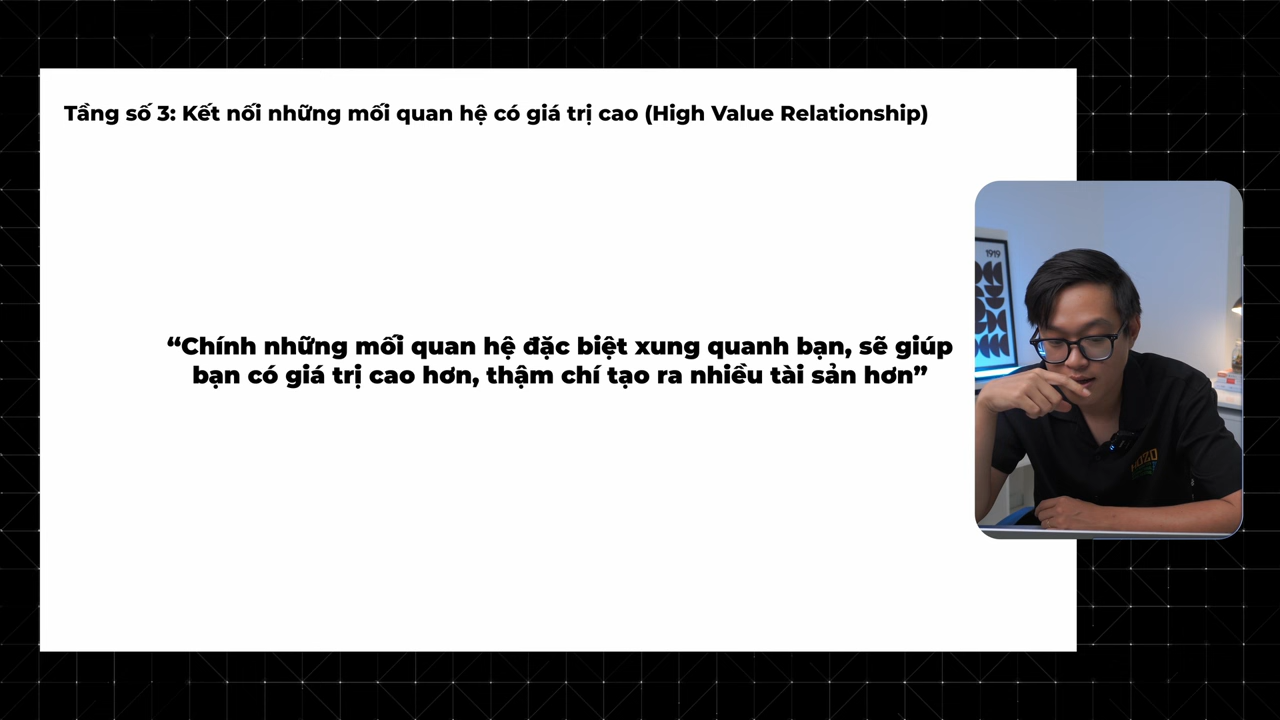 Tầng số 3: Kết nối những mối quan hệ có giá trị cao (High Value Relationship)
“Chính những mối quan hệ đặc biệt xung quanh bạn, sẽ giúp
bạn có giá trị cao hơn, thậm chí tạo ra nhiều tài sản hơn”
1919